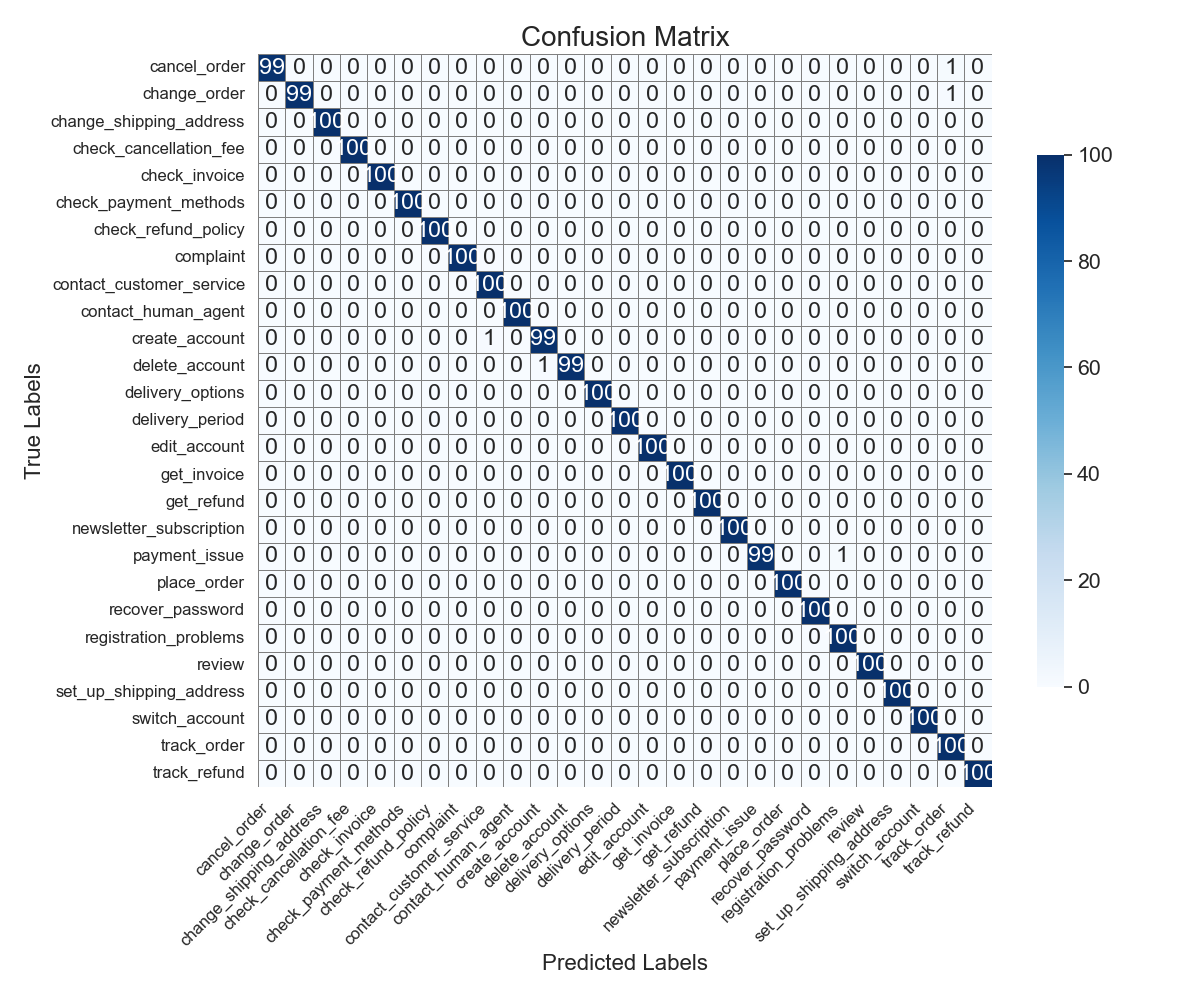 Confusion Matrix
cancel_order 99 0 0 0 0 0 0 0 0 0 0 0 0 0 0 0 0 0 0 0 0 0 0 0 0 1 0
change_order 0 99 0 0 0 0 0 0 0 0 0 0 0 0 0 0 0 0 0 0 0 0 0 0 0 1 0
change_shipping_address 0 0 100 0 0 0 0 0 0 0 0 0 0 0 0 0 0 0 0 0 0 0 0 0 0 0 0
check_cancellation_fee 0 0 0 100 0 0 0 0 0 0 0 0 0 0 0 0 0 0 0 0 0 0 0 0 0 0 0
check_invoice 0 0 0 0 100 0 0 0 0 0 0 0 0 0 0 0 0 0 0 0 0 0 0 0 0 0 0
check_payment_methods 0 0 0 0 0 100 0 0 0 0 0 0 0 0 0 0 0 0 0 0 0 0 0 0 0 0 0
check_refund_policy 0 0 0 0 0 0 100 0 0 0 0 0 0 0 0 0 0 0 0 0 0 0 0 0 0 0 0
complaint 0 0 0 0 0 0 0 100 0 0 0 0 0 0 0 0 0 0 0 0 0 0 0 0 0 0 0
contact_customer_service 0 0 0 0 0 0 0 0 100 0 0 0 0 0 0 0 0 0 0 0 0 0 0 0 0 0 0
contact_human_agent 0 0 0 0 0 0 0 0 0 100 0 0 0 0 0 0 0 0 0 0 0 0 0 0 0 0 0
create_account 0 0 0 0 0 0 0 0 1 0 99 0 0 0 0 0 0 0 0 0 0 0 0 0 0 0 0
delete_account 0 0 0 0 0 0 0 0 0 0 1 99 0 0 0 0 0 0 0 0 0 0 0 0 0 0 0
delivery_options 0 0 0 0 0 0 0 0 0 0 0 0 100 0 0 0 0 0 0 0 0 0 0 0 0 0 0
delivery_period 0 0 0 0 0 0 0 0 0 0 0 0 0 100 0 0 0 0 0 0 0 0 0 0 0 0 0
edit_account 0 0 0 0 0 0 0 0 0 0 0 0 0 0 100 0 0 0 0 0 0 0 0 0 0 0 0
get_invoice 0 0 0 0 0 0 0 0 0 0 0 0 0 0 0 100 0 0 0 0 0 0 0 0 0 0 0
get_refund 0 0 0 0 0 0 0 0 0 0 0 0 0 0 0 0 100 0 0 0 0 0 0 0 0 0 0
newsletter_subscription 0 0 0 0 0 0 0 0 0 0 0 0 0 0 0 0 0 100 0 0 0 0 0 0 0 0 0
payment_issue 0 0 0 0 0 0 0 0 0 0 0 0 0 0 0 0 0 0 99 0 0 1 0 0 0 0 0
place_order 0 0 0 0 0 0 0 0 0 0 0 0 0 0 0 0 0 0 0 100 0 0 0 0 0 0 0
recover_password 0 0 0 0 0 0 0 0 0 0 0 0 0 0 0 0 0 0 0 0 100 0 0 0 0 0 0
registration_problems 0 0 0 0 0 0 0 0 0 0 0 0 0 0 0 0 0 0 0 0 0 100 0 0 0 0 0
review 0 0 0 0 0 0 0 0 0 0 0 0 0 0 0 0 0 0 0 0 0 0 100 0 0 0 0
set_up_shipping_address 0 0 0 0 0 0 0 0 0 0 0 0 0 0 0 0 0 0 0 0 0 0 0 100 0 0 0
switch_account 0 0 0 0 0 0 0 0 0 0 0 0 0 0 0 0 0 0 0 0 0 0 0 0 100 0 0
track_order 0 0 0 0 0 0 0 0 0 0 0 0 0 0 0 0 0 0 0 0 0 0 0 0 0 100 0
track_refund 0 0 0 0 0 0 0 0 0 0 0 0 0 0 0 0 0 0 0 0 0 0 0 0 0 0 100
True Labels
cancel_order
change_order
change_shipping_address
check_cancellation_fee
check_invoice
check_payment_methods
check_refund_policy
complaint
contact_customer_service
contact_human_agent
create_account
delete_account
delivery_options
delivery_period
edit_account
get_invoice
get_refund
newsletter_subscription
payment_issue
place_order
recover_password
registration_problems
review
set_up_shipping_address
switch_account
track_order
track_refund
Predicted Labels
100
80
60
40
20
0